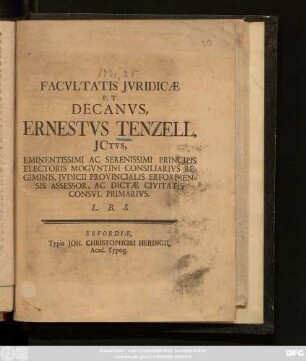 FACVLTATIS JVRIDICÆ
P. T
DECANVS,
ERNESTVS TENZELL,
JCTVS,
EMINENTISSIMI AC SERENISSIMI PRINCIPIS
ELECTORIS MOGVNTINI CONSILIARIVS RE-
GIMINIS, JVDICII PROVINCIALIS ERFORDIEN-
SIS ASSESSOR, AC DICTÆ CIVITATIS
CONSVL PRIMARIVS.
L. B. S.
ERFORDIÆ,
Typis JOH. CHRISTOPHORI HERINGII,
Acad. Typog.